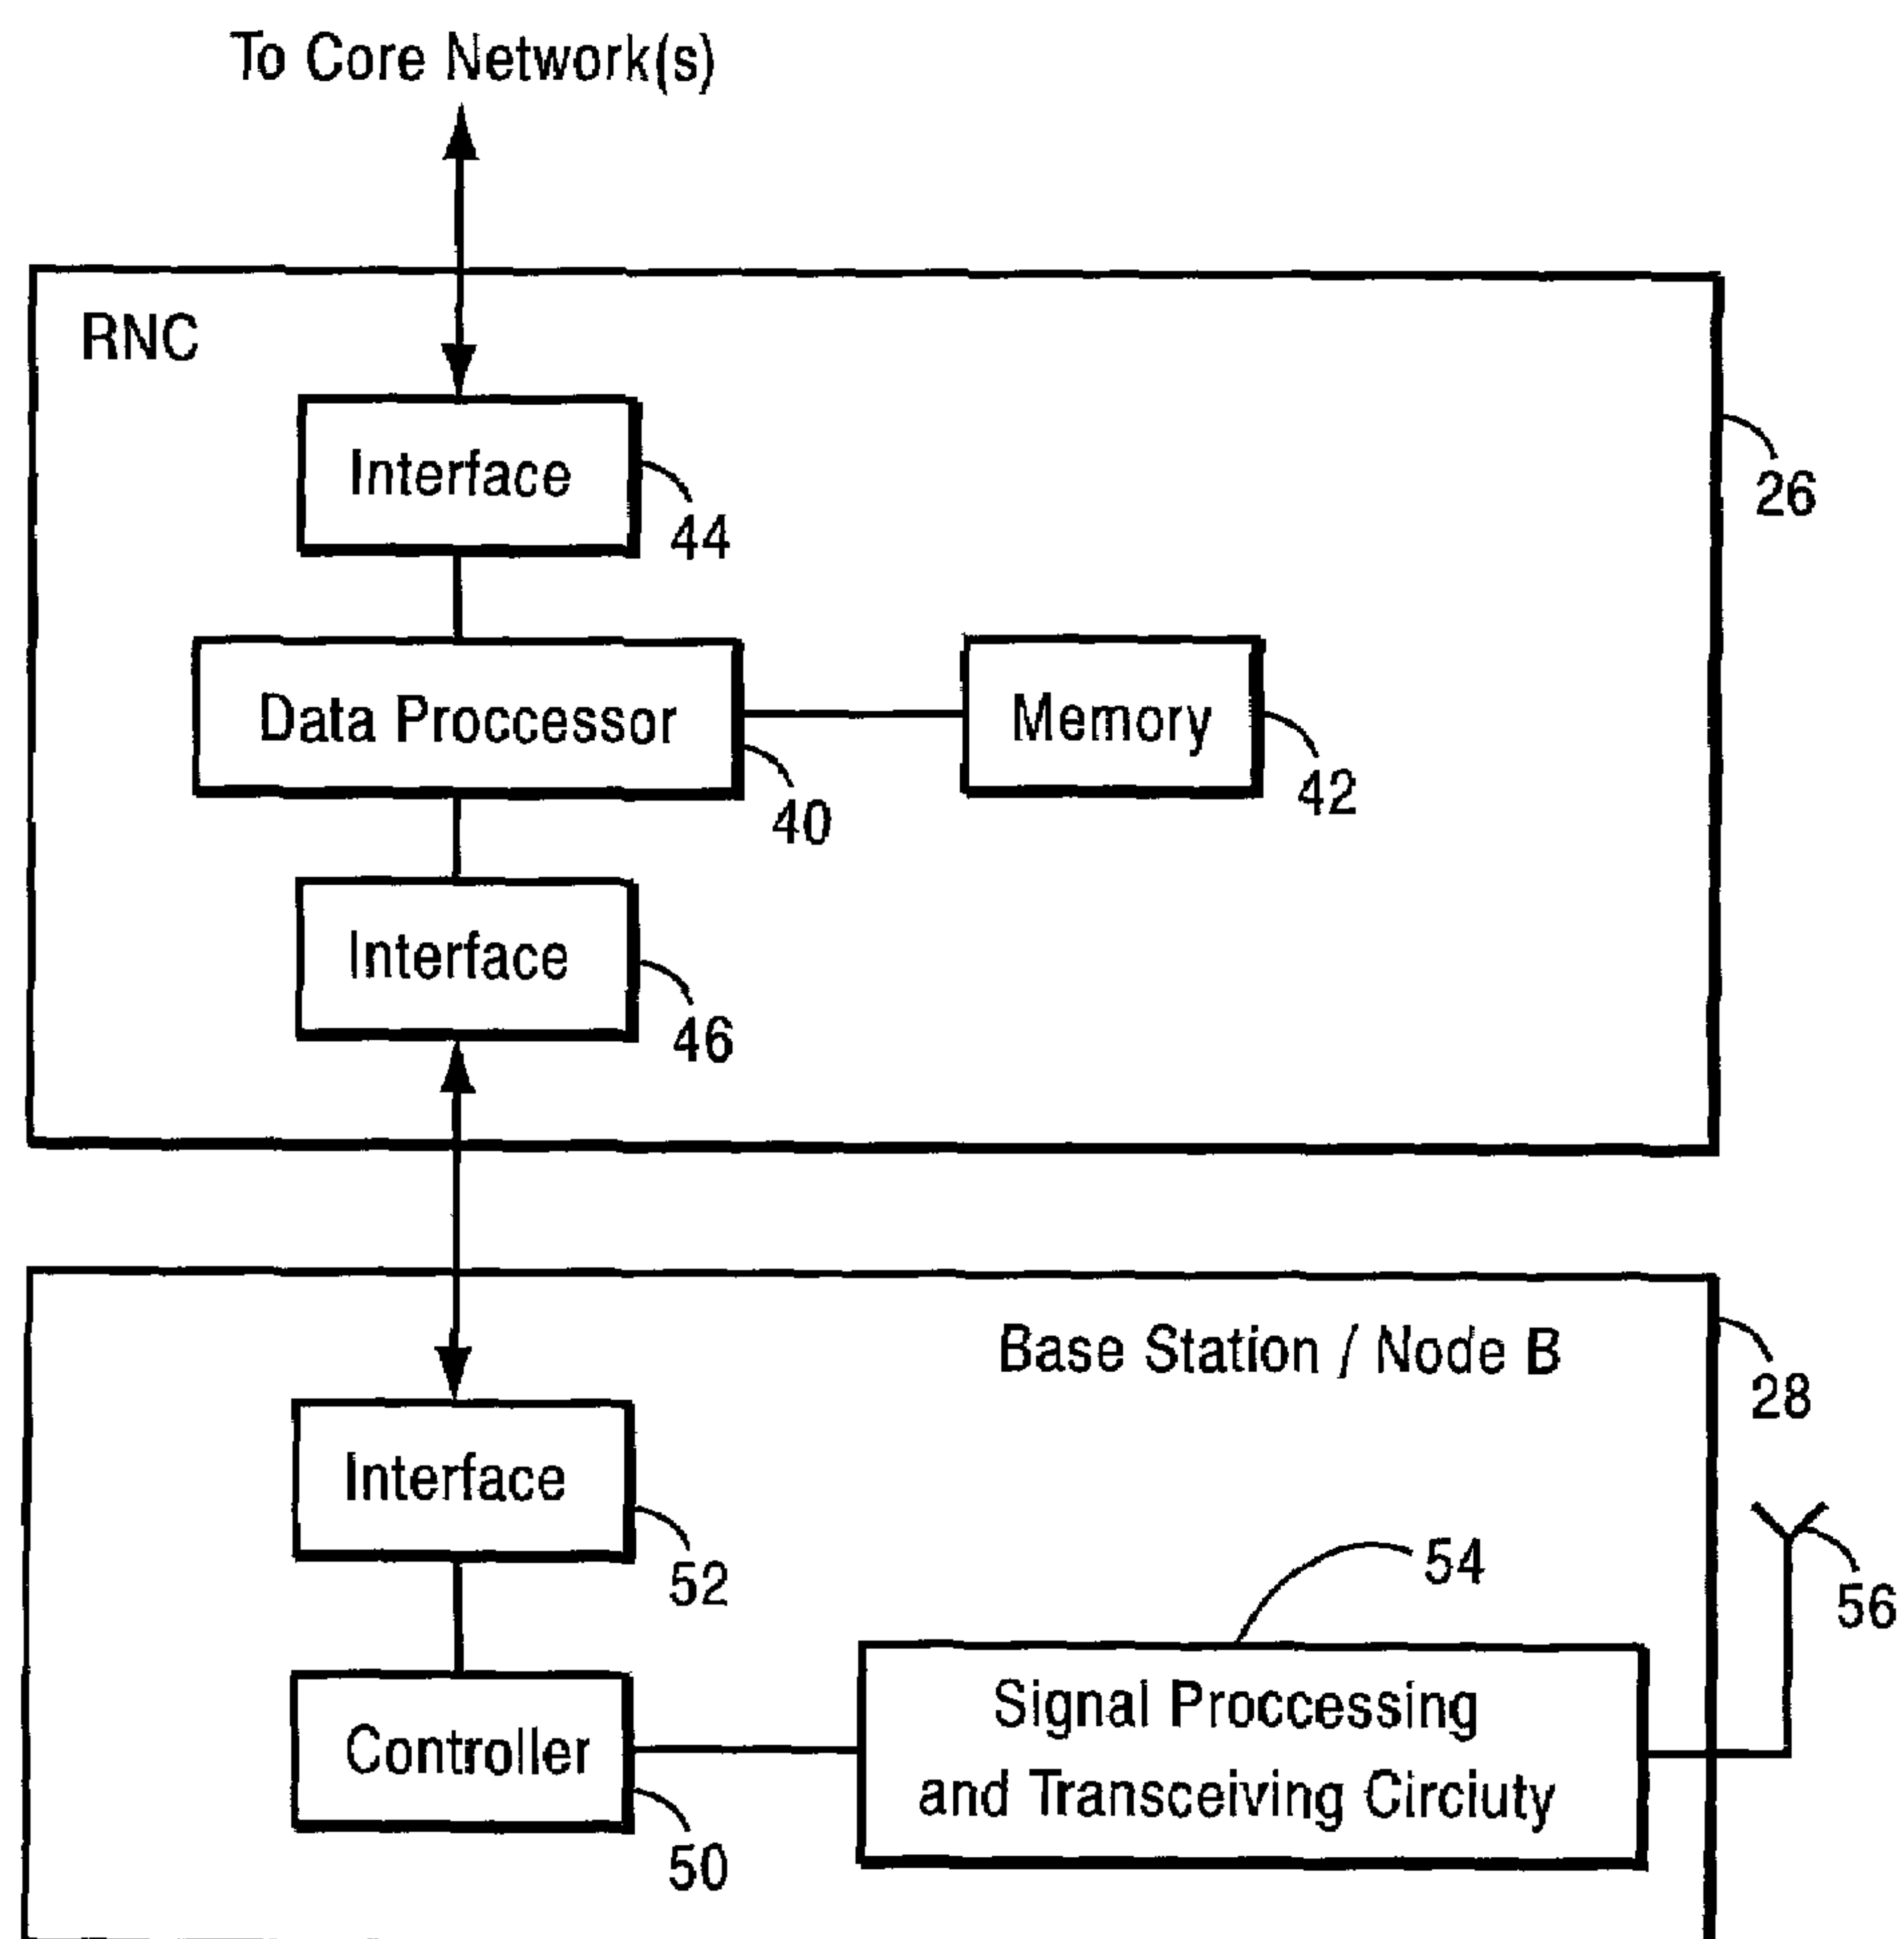 To Core Network(s)
RNC
Interface
44
26
Data Proccessor
40
Memory
42
Interface
46
Base Station / Node B
28
Interface
52
54
56
Signal Proccessing
and Transceiving Circiuty
Controller
50